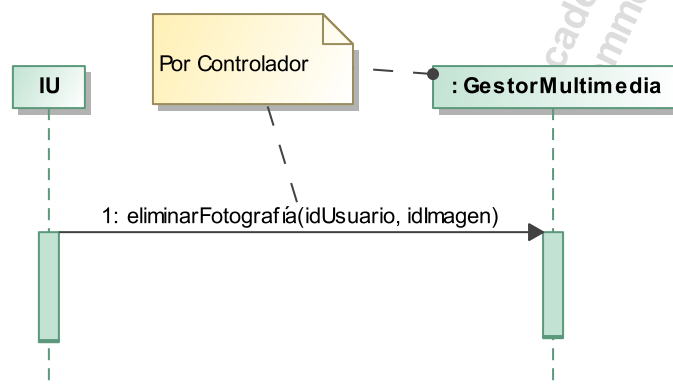 Por Controlador
IU
: GestorMultimedia
1: eliminarFotografía(idUsuario, idImagen)